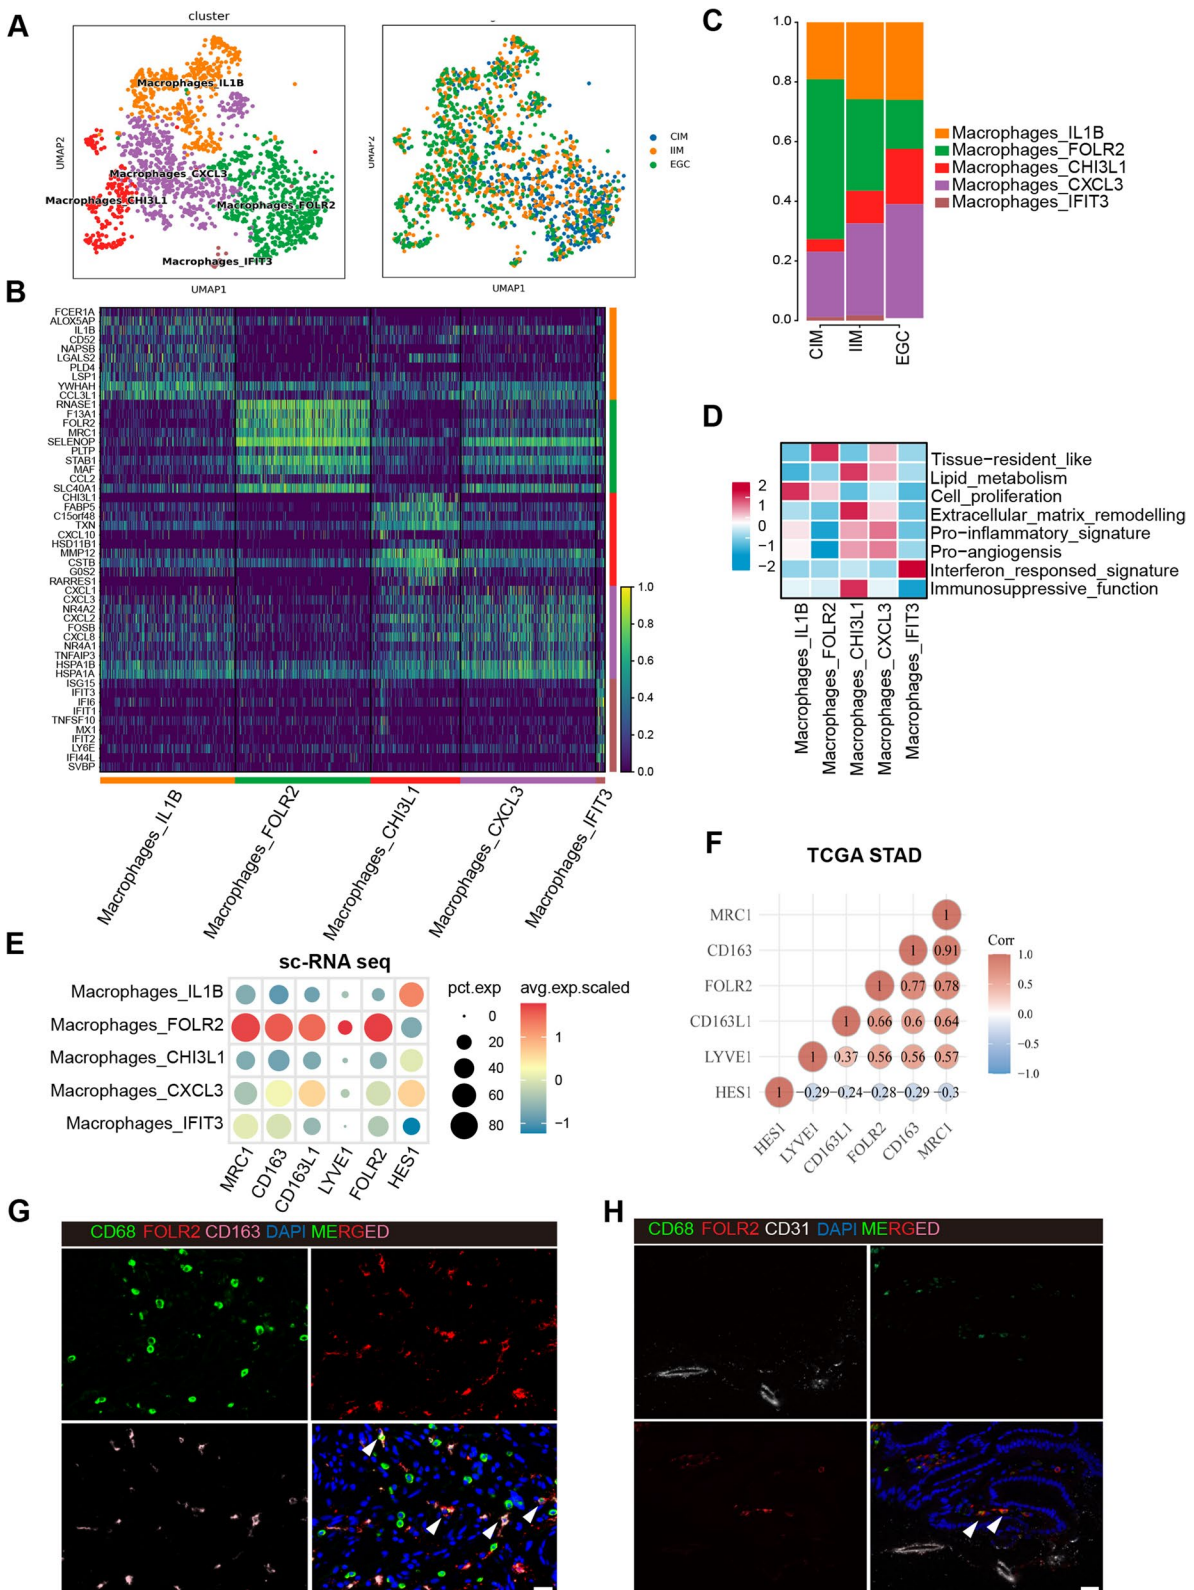 A
cluster
Macrophages_IL1B
Macrophages_CXCL3
Macrophages_CHI3L1
Macrophages_FOLR2
Macrophages_IFIT3
UMAP2
UMAP1
UMAP1
CIM
IIM
EGC
C
1.0
0.8
0.6
0.4
0.2
0.0
CIM
IIM
EGC
Macrophages_IL1B
Macrophages_FOLR2
Macrophages_CHI3L1
Macrophages_CXCL3
Macrophages_IFIT3
B
FCER1A
ALOX5AP
IL1B
CD52
NAPSB
LGALS2
PLD4
LSP1
YWHAH
CCL3L1
RNASE1
F13A1
FOLR2
MRC1
SELENOP
PLTP
STAB1
MAF
CCL2
SLC40A1
CHI3L1
FABP5
C15orf48
TXN
CXCL10
HSD11B1
MMP12
CSTB
G0S2
RARRES1
CXCL1
CXCL3
NR4A2
CXCL2
FOSB
CXCL8
NR4A1
TNFAIP3
HSPA1B
HSPA1A
ISG15
IFIT3
IFI6
IFIT1
TNFSF10
MX1
IFIT2
LY6E
IFI44L
SVBP
1.0
0.8
0.6
0.4
0.2
0.0
Macrophages_IL1B
Macrophages_FOLR2
Macrophages_CHI3L1
Macrophages_CXCL3
Macrophages_IFIT3
D
2
1
0
−1
−2
Tissue−resident_like
Lipid_metabolism
Cell_proliferation
Extracellular_matrix_remodelling
Pro−inflammatory_signature
Pro−angiogensis
Interferon_responsed_signature
Immunosuppressive_function
Macrophages_IL1B
Macrophages_FOLR2
Macrophages_CHI3L1
Macrophages_CXCL3
Macrophages_IFIT3
E
sc-RNA seq
Macrophages_IL1B
Macrophages_FOLR2
Macrophages_CHI3L1
Macrophages_CXCL3
Macrophages_IFIT3
MRC1
CD163
CD163L1
LYVE1
FOLR2
HES1
pct.exp
0
20
40
60
80
avg.exp.scaled
1
0
−1
F
TCGA STAD
MRC1 1
CD163 1 0.91
FOLR2 1 0.77 0.78
CD163L1 1 0.66 0.6 0.64
LYVE1 1 0.37 0.56 0.56 0.57
HES1 1 −0.29 −0.24 −0.28 −0.29 −0.3
HES1
LYVE1
CD163L1
FOLR2
CD163
MRC1
Corr
1.0
0.5
0.0
−0.5
−1.0
G
CD68 FOLR2 CD163 DAPI MERGED
H
CD68 FOLR2 CD31 DAPI MERGED